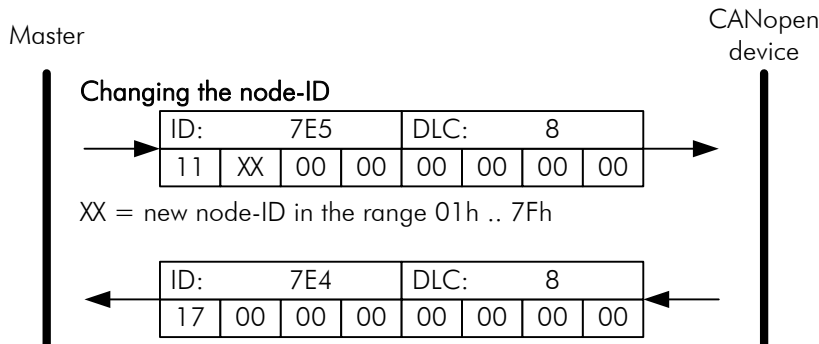 Master
CANopen
device
Changing the node-ID
ID: 7E5 DLC: 8
11 XX 00 00 00 00 00 00
XX = new node-ID in the range 01h .. 7Fh
ID: 7E4 DLC: 8
17 00 00 00 00 00 00 00